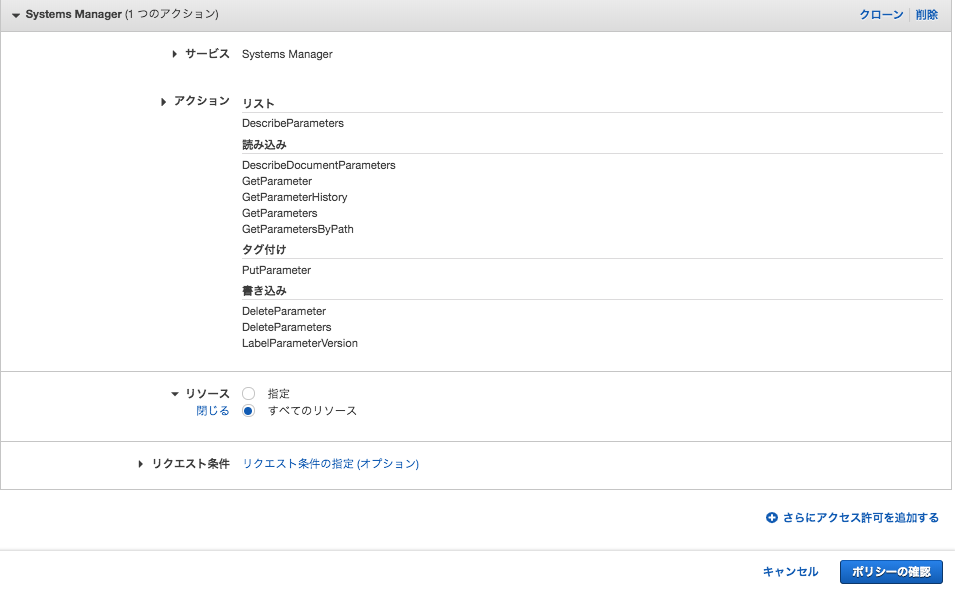 Systems Manager (1 つのアクション)
クローン 削除
サービス Systems Manager
アクション リスト
DescribeParameters
読み込み
DescribeDocumentParameters
GetParameter
GetParameterHistory
GetParameters
GetParametersByPath
タグ付け
PutParameter
書き込み
DeleteParameter
DeleteParameters
LabelParameterVersion
リソース 指定
閉じる すべてのリソース
リクエスト条件 リクエスト条件の指定 (オプション)
さらにアクセス許可を追加する
キャンセル ポリシーの確認